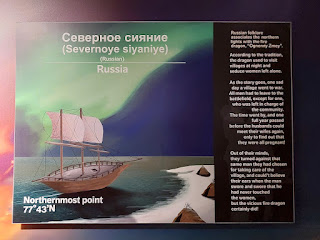 Северное сияние
(Severnoye siyaniye)
(Russian)
Russia
Northernmost point
77°43'N
Russian folklore
associates the northern
lights with the fire
dragon, "Ognenniy Zmey".
According to the tradition,
the dragon used to visit
villages at night and
seduce women left alone.
As the story goes, one sad
day a village went to war.
All men had to leave to the
battlefield, except for one,
who was left in charge of
the community.
The time went by, and one
full year passed
before the husbands could
meet their wifes again,
only to find out that
they were all pregnant!
Out of their minds,
they turned against that
same man they had chosen
for taking care of the
village, and couldn't believe
their ears when the man
swore and swore that he
had never touched
the women,
but the vicious fire dragon
certainly did!